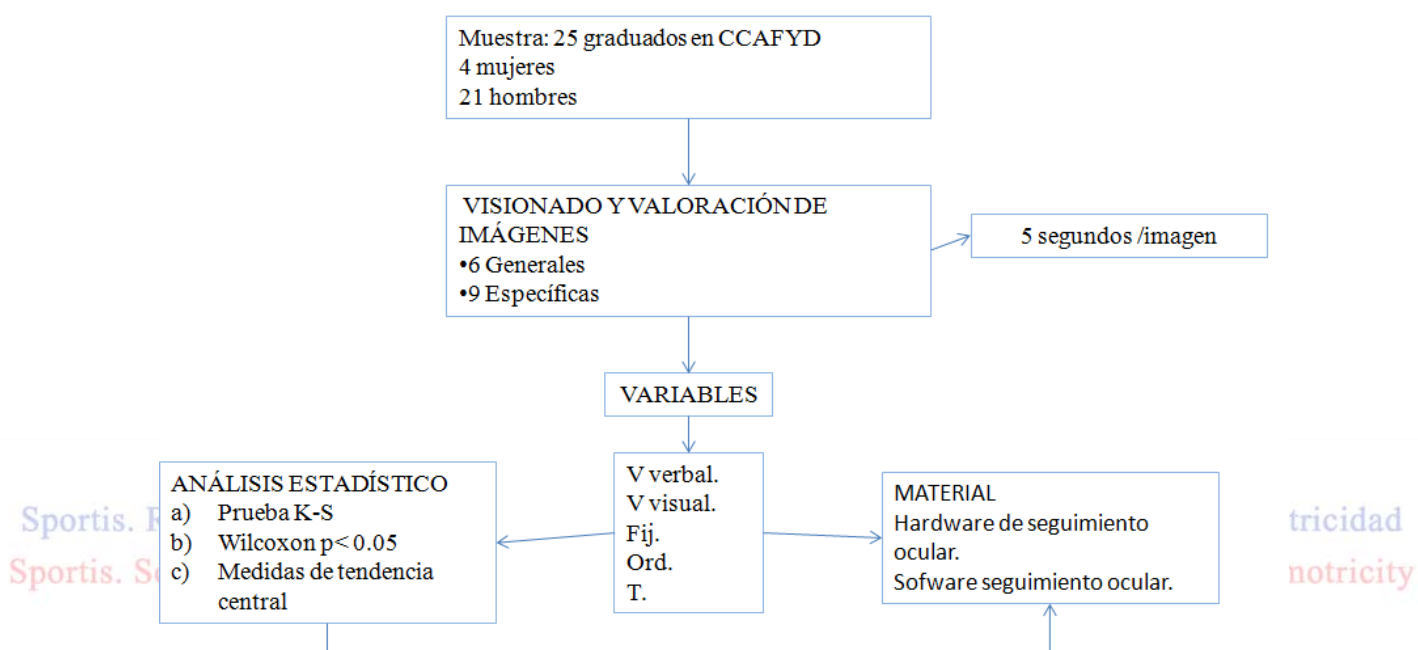 Muestra: 25 graduados en CCAFYD
4 mujeres
21 hombres
VISIONADO Y VALORACIÓN DE
IMÁGENES
•6 Generales
•9 Específicas
5 segundos /imagen
VARIABLES
V verbal.
V visual.
Fij.
Ord.
T.
ANÁLISIS ESTADÍSTICO
a) Prueba K-S
b) Wilcoxon p< 0.05
c) Medidas de tendencia
central
MATERIAL
Hardware de seguimiento
ocular.
Sofware seguimiento ocular.
Sportis.
tricidad
Sportis.
notricity